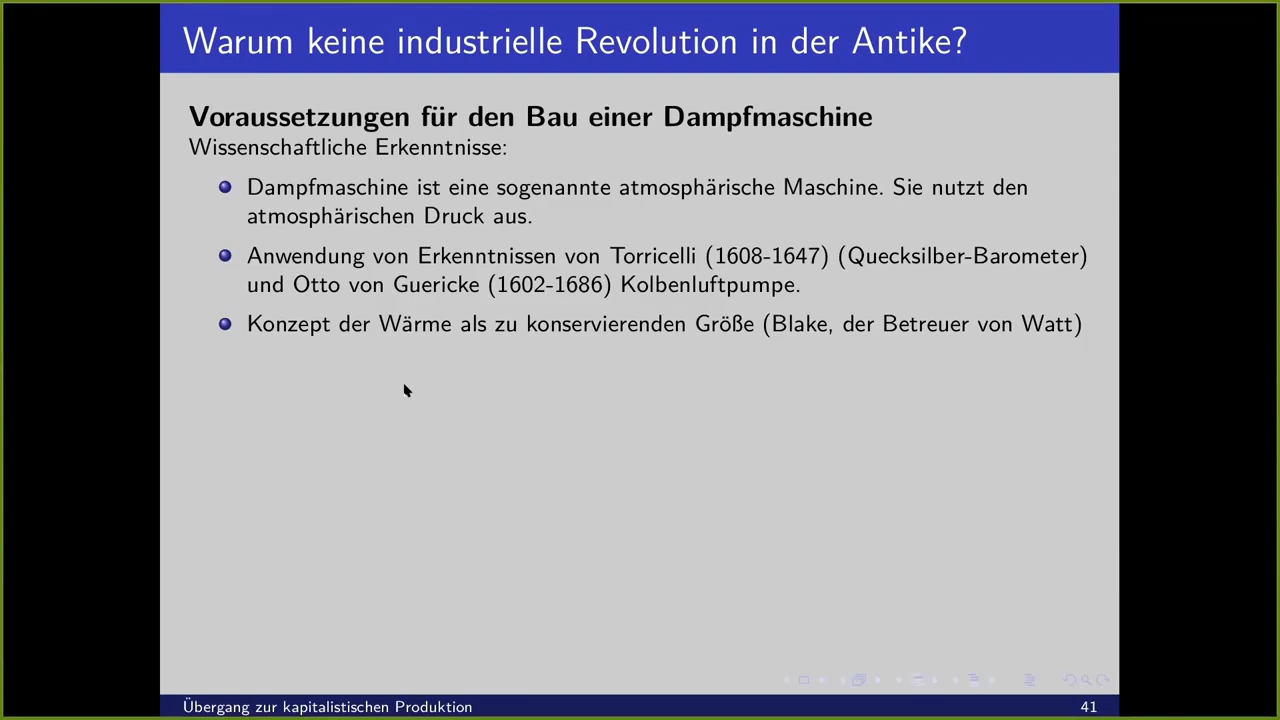 Warum keine industrielle Revolution in der Antike?
Voraussetzungen für den Bau einer Dampfmaschine
Wissenschaftliche Erkenntnisse:
Dampfmaschine ist eine sogenannte atmosphärische Maschine. Sie nutzt den
atmosphärischen Druck aus.
Anwendung von Erkenntnissen von Torricelli (1608-1647) (Quecksilber-Barometer)
und Otto von Guericke (1602-1686) Kolbenluftpumpe.
Konzept der Wärme als zu konservierenden Größe (Blake, der Betreuer von Watt)
Übergang zur kapitalistischen Produktion
41